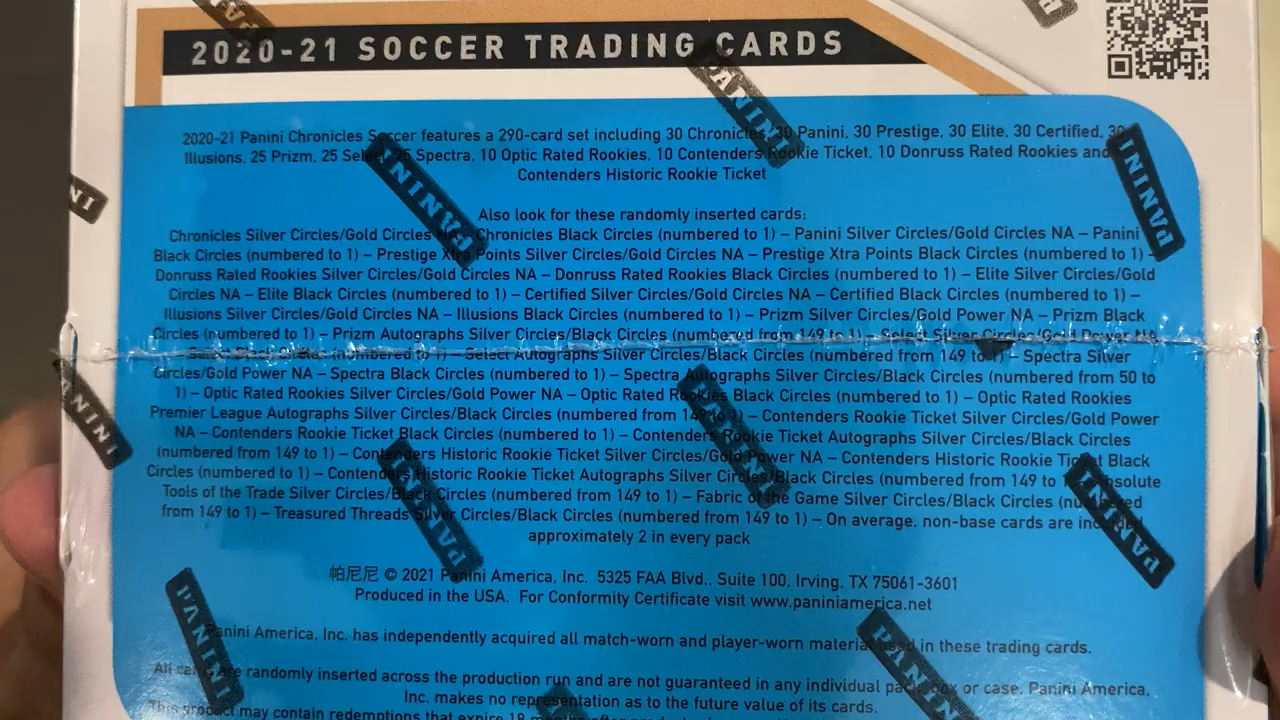 2020-21 SOCCER TRADING CARDS
2020-21 Panini Chronicles Soccer features a 290-card set including 30 Chronicles, 30 Panini, 30 Prestige, 30 Elite, 30 Certified, 30
Illusions, 25 Prizm, 25 Select, 25 Spectra, 10 Optic Rated Rookies, 10 Contenders Rookie Ticket, 10 Donruss Rated Rookies and
Contenders Historic Rookie Ticket
Also look for these randomly inserted cards:
Chronicles Silver Circles/Gold Circles NA – Chronicles Black Circles (numbered to 1) – Panini Silver Circles/Gold Circles NA – Panini
Black Circles (numbered to 1) – Prestige Xtra Points Silver Circles/Gold Circles NA – Prestige Xtra Points Black Circles (numbered to 1) –
Donruss Rated Rookies Silver Circles/Gold Circles NA – Donruss Rated Rookies Black Circles (numbered to 1) – Elite Silver Circles/Gold
Circles NA – Elite Black Circles (numbered to 1) – Certified Silver Circles/Gold Circles NA – Certified Black Circles (numbered to 1) –
Illusions Silver Circles/Gold Circles NA – Illusions Black Circles (numbered to 1) – Prizm Silver Circles/Gold Power NA – Prizm Black
Circles (numbered to 1) – Prizm Autographs Silver Circles/Black Circles (numbered from 149 to 1) – Select Silver Circles/Gold Power NA
– Select Black Circles (numbered to 1) – Select Autographs Silver Circles/Black Circles (numbered from 149 to 1) – Spectra Silver
Circles/Gold Power NA – Spectra Black Circles (numbered to 1) – Spectra Autographs Silver Circles/Black Circles (numbered from 50 to
1) – Optic Rated Rookies Silver Circles/Gold Power NA – Optic Rated Rookies Black Circles (numbered to 1) – Optic Rated Rookies
Premier League Autographs Silver Circles/Black Circles (numbered from 149 to 1) – Contenders Rookie Ticket Silver Circles/Gold Power
NA – Contenders Rookie Ticket Black Circles (numbered to 1) – Contenders Rookie Ticket Autographs Silver Circles/Black Circles
(numbered from 149 to 1) – Contenders Historic Rookie Ticket Silver Circles/Gold Power NA – Contenders Historic Rookie Ticket Black
Circles (numbered to 1) – Contenders Historic Rookie Ticket Autographs Silver Circles/Black Circles (numbered from 149 to 1) – Absolute
Tools of the Trade Silver Circles/Black Circles (numbered from 149 to 1) – Fabric of the Game Silver Circles/Black Circles (numbered
from 149 to 1) – Treasured Threads Silver Circles/Black Circles (numbered from 149 to 1) – On average, non-base cards are included
approximately 2 in every pack
帕尼尼 © 2021 Panini America, Inc. 5325 FAA Blvd., Suite 100, Irving, TX 75061-3601
Produced in the USA. For Conformity Certificate visit www.paniniamerica.net
Panini America, Inc. has independently acquired all match-worn and player-worn material used in these trading cards.
All cards are randomly inserted across the production run and are not guaranteed in any individual pack, box or case. Panini America,
Inc. makes no representation as to the future value of its cards.
This product may contain redemptions that expire 18 months after
PANINI
PANINI
PANINI
PANINI
PANINI
PANINI
PANINI
PANINI
PANINI